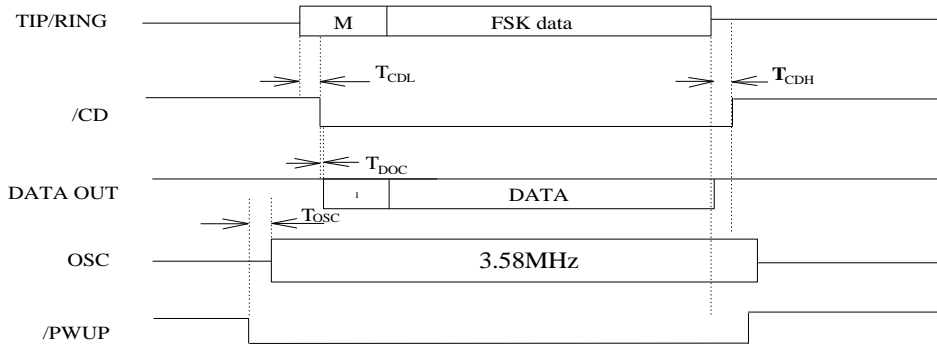 TIP/RING M FSK data
T_CDL T_CDH
/CD
T_DOC
DATA OUT 1 DATA
T_OSC
OSC 3.58MHz
/PWUP